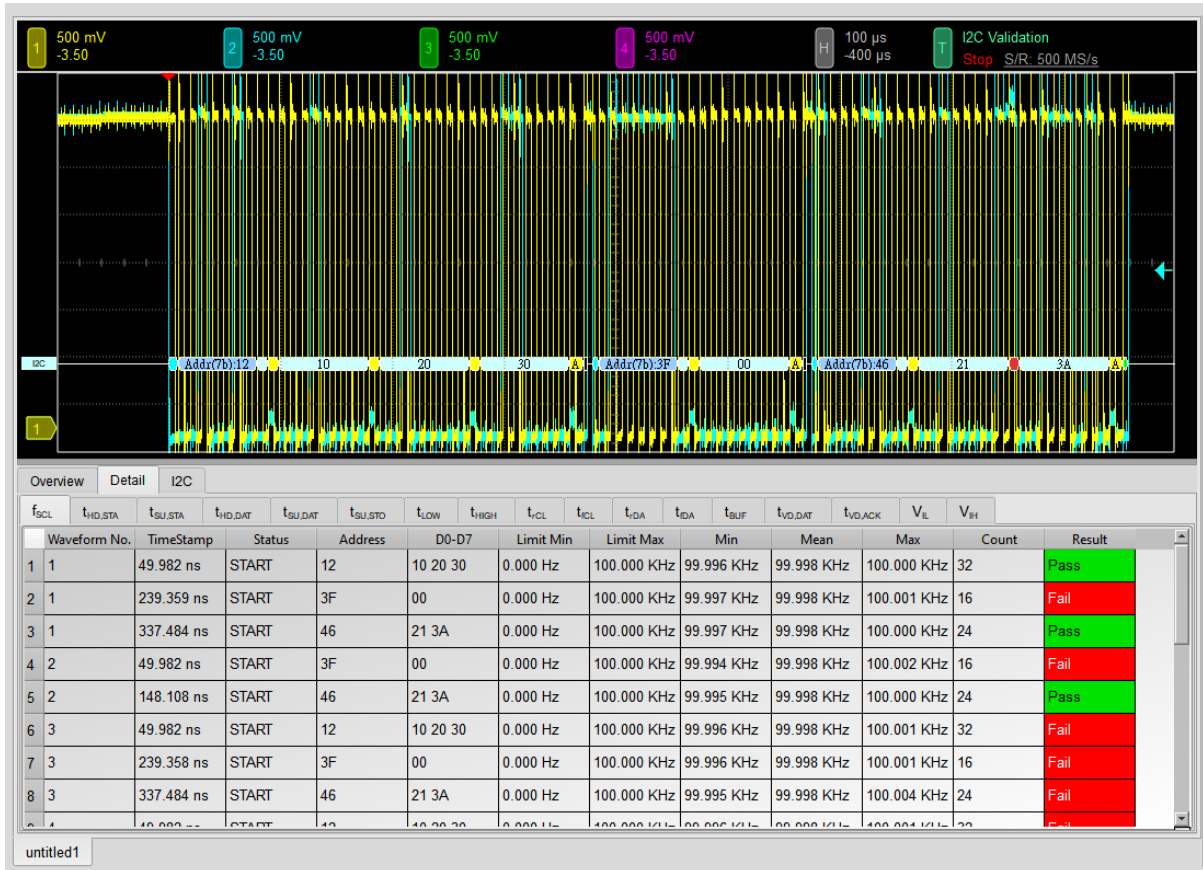 1 500 mV 2 500 mV 3 500 mV 4 500 mV H 100 µs T I2C Validation
-3.50 -3.50 -3.50 -3.50 -400 µs Stop S/R: 500 MS/s
I2C Addr(7b):12 10 20 30 A Addr(7b):3F 00 A Addr(7b):46 21 3A A
1
Overview Detail I2C
fSCL tHD,STA tSU,STA tHD,DAT tSU,DAT tSU,STO tLOW tHIGH trCL tfCL trDA tfDA tBUF tVD,DAT tVD,ACK VIL VIH
Waveform No. TimeStamp Status Address D0-D7 Limit Min Limit Max Min Mean Max Count Result
1 1 49.982 ns START 12 10 20 30 0.000 Hz 100.000 KHz 99.996 KHz 99.998 KHz 100.000 KHz 32 Pass
2 1 239.359 ns START 3F 00 0.000 Hz 100.000 KHz 99.997 KHz 99.998 KHz 100.001 KHz 16 Fail
3 1 337.484 ns START 46 21 3A 0.000 Hz 100.000 KHz 99.997 KHz 99.998 KHz 100.000 KHz 24 Pass
4 2 49.982 ns START 3F 00 0.000 Hz 100.000 KHz 99.994 KHz 99.998 KHz 100.002 KHz 16 Fail
5 2 148.108 ns START 46 21 3A 0.000 Hz 100.000 KHz 99.995 KHz 99.998 KHz 100.000 KHz 24 Pass
6 3 49.982 ns START 12 10 20 30 0.000 Hz 100.000 KHz 99.996 KHz 99.998 KHz 100.001 KHz 32 Fail
7 3 239.358 ns START 3F 00 0.000 Hz 100.000 KHz 99.996 KHz 99.998 KHz 100.001 KHz 16 Fail
8 3 337.484 ns START 46 21 3A 0.000 Hz 100.000 KHz 99.995 KHz 99.998 KHz 100.004 KHz 24 Fail
untitled1